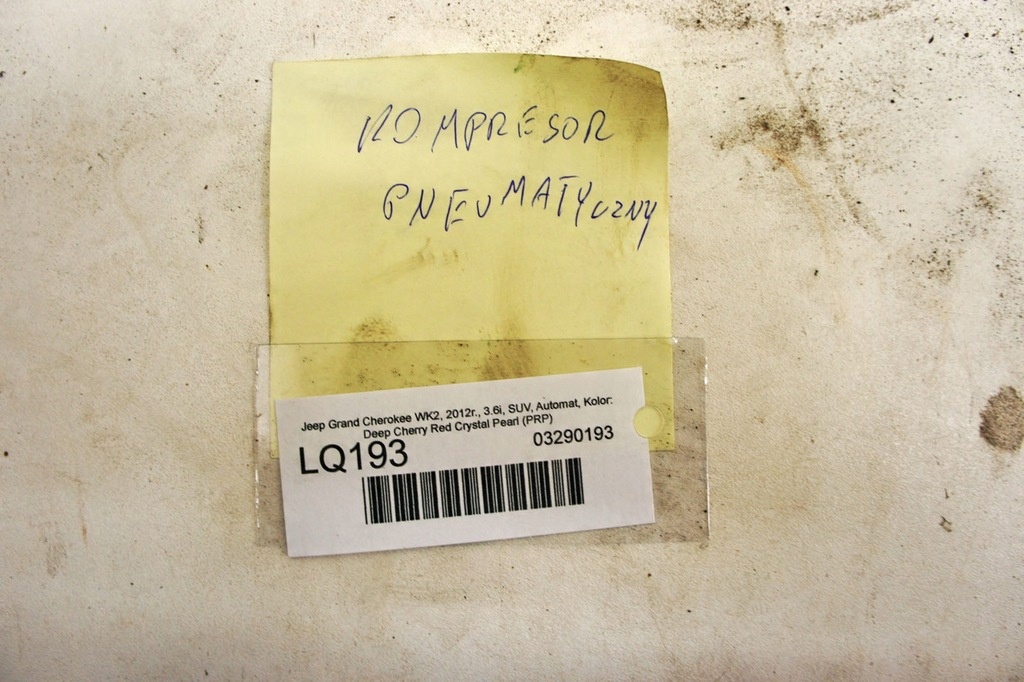 KOMPRESOR
PNEUMATYCZNY
Jeep Grand Cherokee WK2, 2012r., 3.6i, SUV, Automat, Kolor:
Deep Cherry Red Crystal Pearl (PRP)
LQ193
03290193